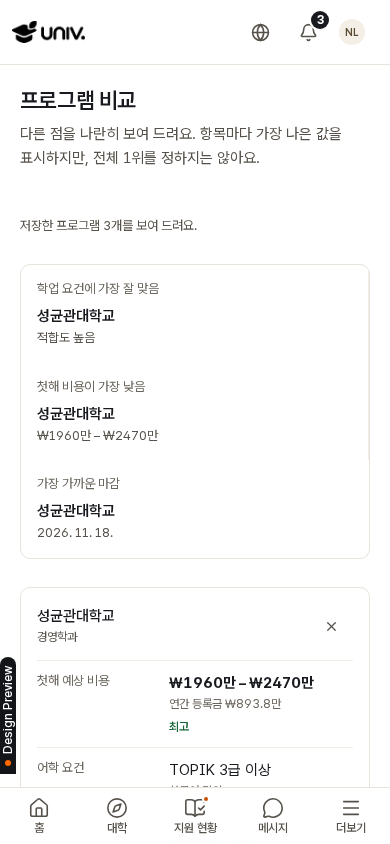 UNIV.
3
NL
프로그램 비교
다른 점을 나란히 보여 드려요. 항목마다 가장 나은 값을
표시하지만, 전체 1위를 정하지는 않아요.
저장한 프로그램 3개를 보여 드려요.
학업 요건에 가장 잘 맞음
성균관대학교
적합도 높음
첫해 비용이 가장 낮음
성균관대학교
₩1960만 – ₩2470만
가장 가까운 마감
성균관대학교
2026. 11. 18.
성균관대학교
경영학과
첫해 예상 비용
₩1960만 – ₩2470만
연간 등록금 ₩893.8만
최고
어학 요건
TOPIK 3급 이상
Design Preview
홈
대학
지원 현황
메시지
더보기